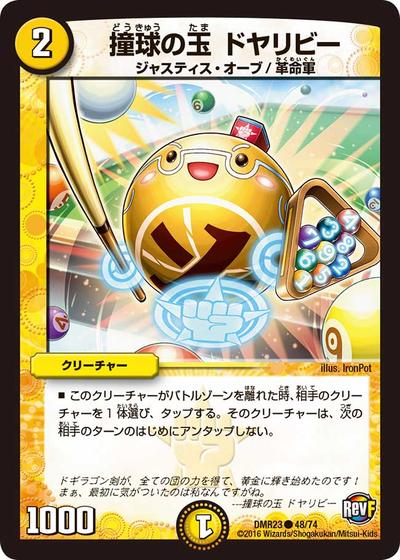 2
どうきゅう たま
撞球の玉 ドヤリビー
かくめいぐん
ジャスティス・オーブ / 革命軍
クリーチャー
illus. IronPot
■ このクリーチャーがバトルゾーンを離れた時、相手のクリーチャーを1体選び、タップする。そのクリーチャーは、次の相手のターンのはじめにアンタップしない。
ドギラゴン剣が、全ての団の力を得て、黄金に輝き始めたのです!
まぁ、最初に気がついたのは私なんですがね。
---撞球の玉 ドヤリビー
1000
1
DMR23 ● 48/74
©2016 Wizards/Shogakukan/Mitsui-Kids
RevF